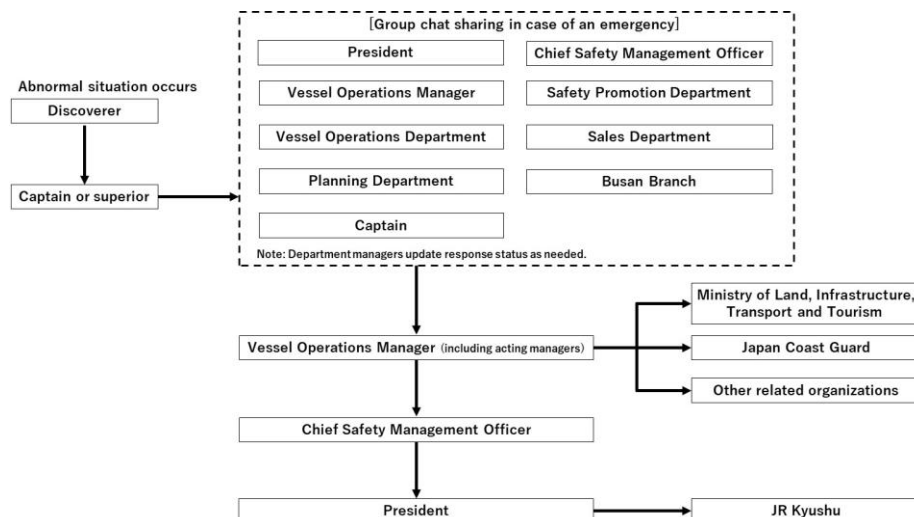 [Group chat sharing in case of an emergency]
President
Chief Safety Management Officer
Abnormal situation occurs
Discoverer
Vessel Operations Manager
Safety Promotion Department
Vessel Operations Department
Sales Department
Captain or superior
Planning Department
Busan Branch
Captain
Note: Department managers update response status as needed.
Vessel Operations Manager (including acting managers)
Ministry of Land, Infrastructure,
Transport and Tourism
Japan Coast Guard
Other related organizations
Chief Safety Management Officer
President
JR Kyushu